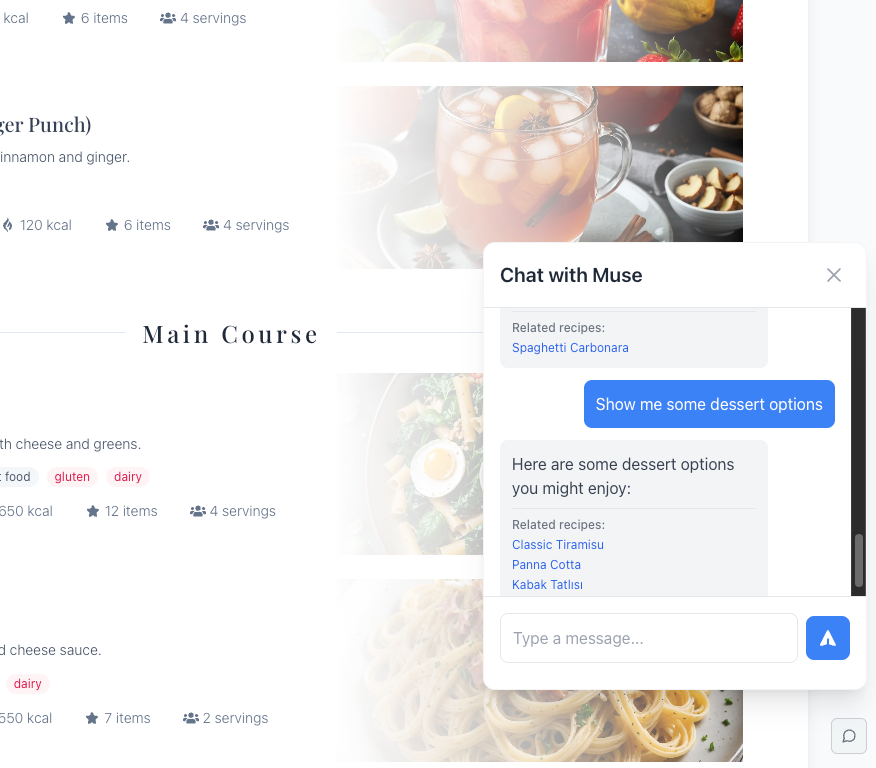 kcal 6 items 4 servings
ger Punch)
innamon and ginger.
120 kcal 6 items 4 servings
Main Course
th cheese and greens.
food gluten dairy
650 kcal 12 items 4 servings
d cheese sauce.
dairy
550 kcal 7 items 2 servings
Chat with Muse
Related recipes:
Spaghetti Carbonara
Show me some dessert options
Here are some dessert options
you might enjoy:
Related recipes:
Classic Tiramisu
Panna Cotta
Kabak Tatlısı
Type a message...